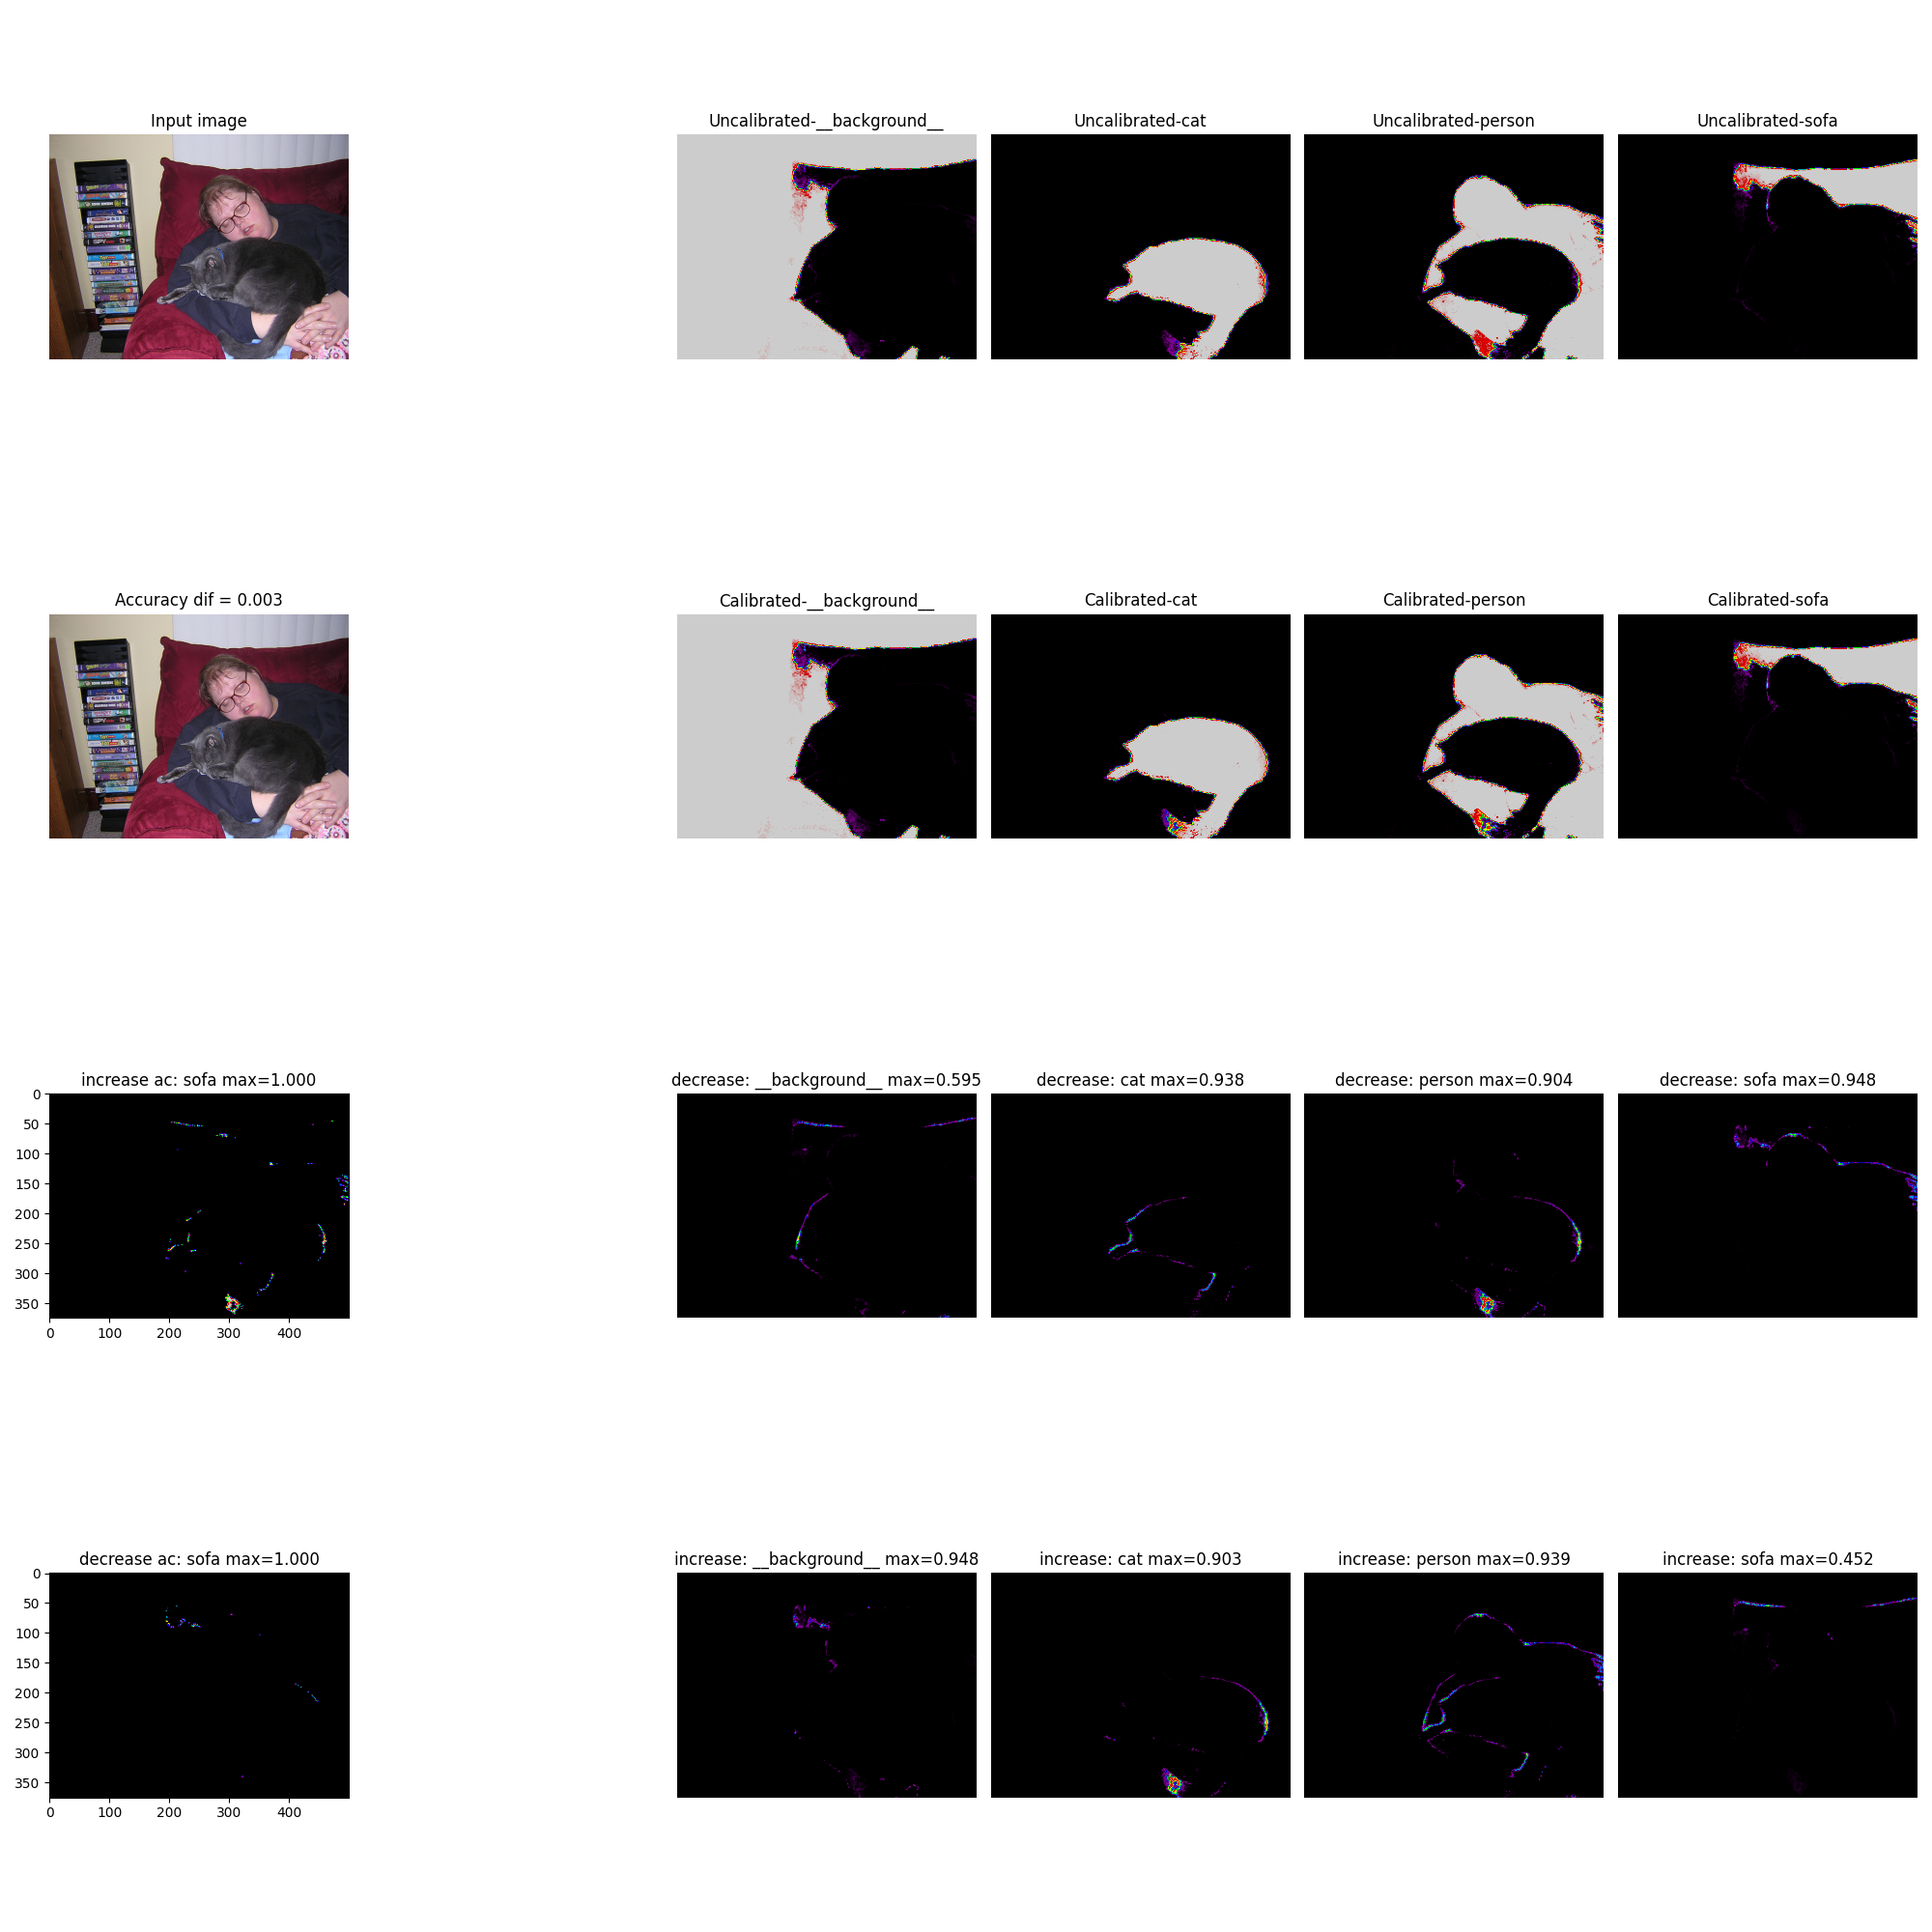 Input image
Uncalibrated-__background__
Uncalibrated-cat
Uncalibrated-person
Uncalibrated-sofa
Accuracy dif = 0.003
Calibrated-__background__
Calibrated-cat
Calibrated-person
Calibrated-sofa
increase ac: sofa max=1.000
decrease: __background__ max=0.595
decrease: cat max=0.938
decrease: person max=0.904
decrease: sofa max=0.948
0
50
100
150
200
250
300
350
0 100 200 300 400
decrease ac: sofa max=1.000
increase: __background__ max=0.948
increase: cat max=0.903
increase: person max=0.939
increase: sofa max=0.452
0
50
100
150
200
250
300
350
0 100 200 300 400